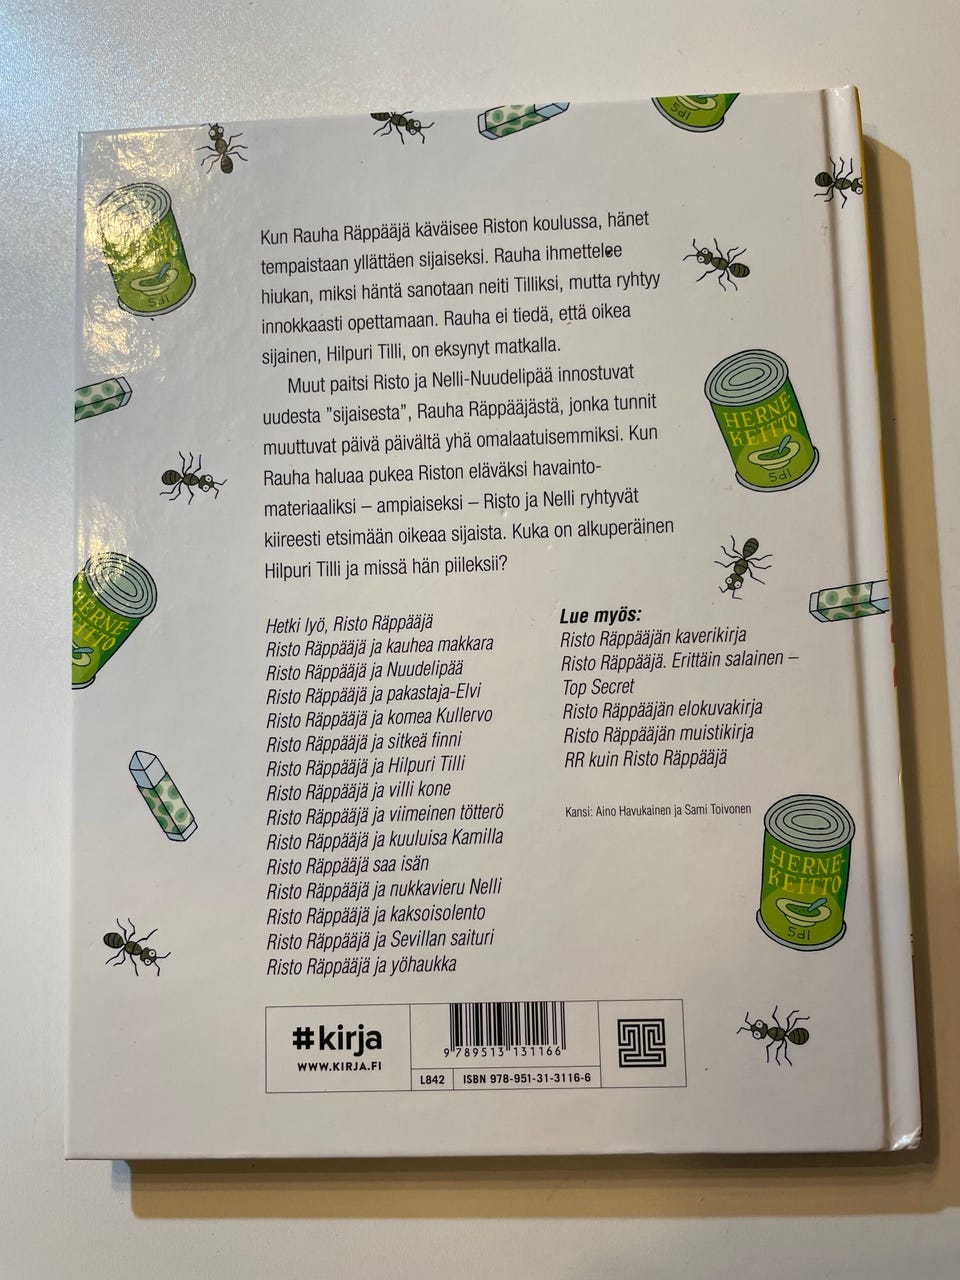 Kun Rauha Räppääjä käväisee Riston koulussa, hänet
tempaistaan yllättäen sijaiseksi. Rauha ihmettelee
hiukan, miksi häntä sanotaan neiti Tilliksi, mutta ryhtyy
innokkaasti opettamaan. Rauha ei tiedä, että oikea
sijainen, Hilpuri Tilli, on eksynyt matkalla.
Muut paitsi Risto ja Nelli-Nuudelipää innostuvat
uudesta "sijaisesta", Rauha Räppääjästä, jonka tunnit
muuttuvat päivä päivältä yhä omalaatuisemmiksi. Kun
Rauha haluaa pukea Riston eläväksi havainto-
materiaaliksi – ampiaiseksi – Risto ja Nelli ryhtyvät
kiireesti etsimään oikeaa sijaista. Kuka on alkuperäinen
Hilpuri Tilli ja missä hän piileksii?
Hetki lyö, Risto Räppääjä
Risto Räppääjä ja kauhea makkara
Risto Räppääjä ja Nuudelipää
Risto Räppääjä ja pakastaja-Elvi
Risto Räppääjä ja komea Kullervo
Risto Räppääjä ja sitkeä finni
Risto Räppääjä ja Hilpuri Tilli
Risto Räppääjä ja villi kone
Risto Räppääjä ja viimeinen tötterö
Risto Räppääjä ja kuuluisa Kamilla
Risto Räppääjä saa isän
Risto Räppääjä ja nukkavieru Nelli
Risto Räppääjä ja kaksoisolento
Risto Räppääjä ja Sevillan saituri
Risto Räppääjä ja yöhaukka
Lue myös:
Risto Räppääjän kaverikirja
Risto Räppääjä. Erittäin salainen –
Top Secret
Risto Räppääjän elokuvakirja
Risto Räppääjän muistikirja
RR kuin Risto Räppääjä
Kansi: Aino Havukainen ja Sami Toivonen
#kirja
WWW.KIRJA.FI
9 789513 131166
L842
ISBN 978-951-31-3116-6
5dl
KEITTO
5dl
HERNE-
KEITTO
5dl
HERNE-
KEITTO
HERNE-
KEITTO
5dl